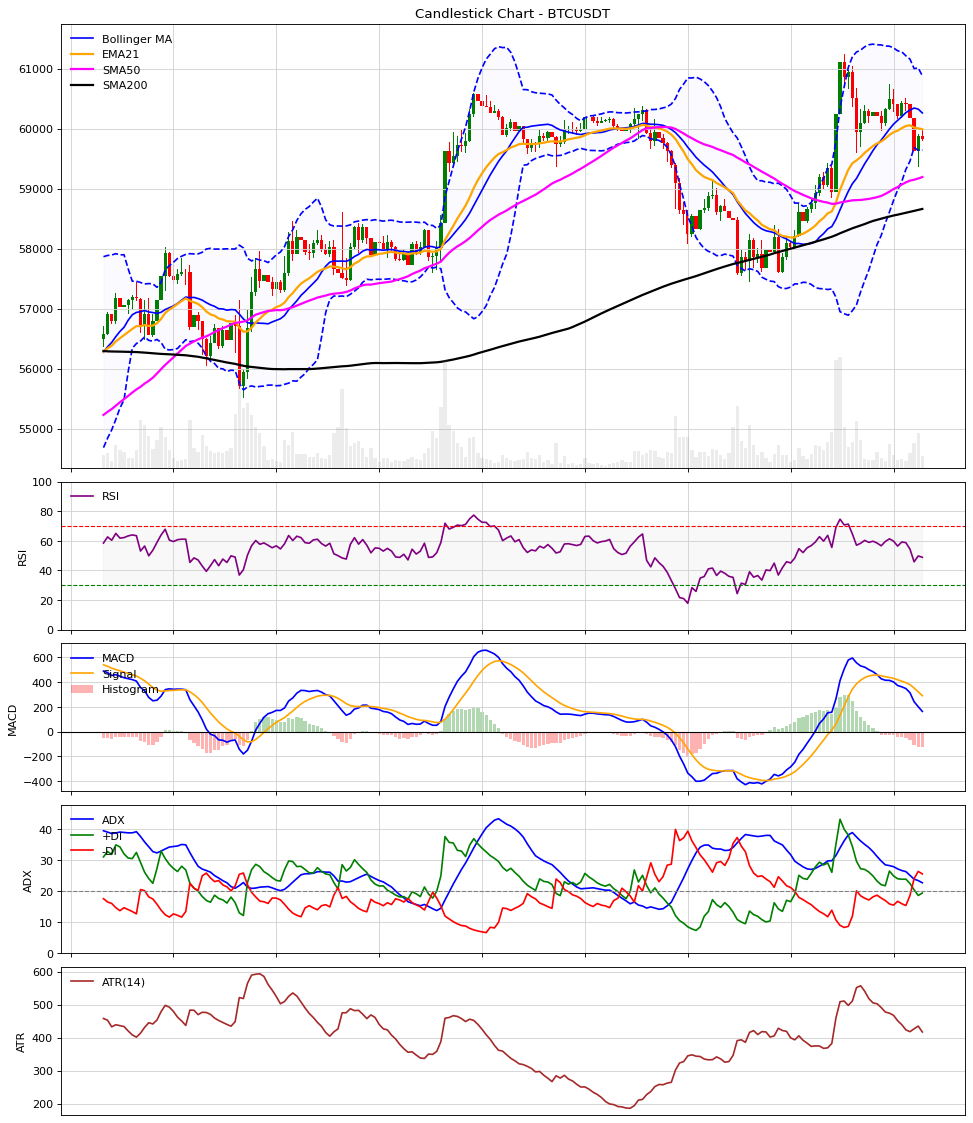 Candlestick Chart - BTCUSDT
Bollinger MA
EMA21
SMA50
SMA200
61000
60000
59000
58000
57000
56000
55000
RSI
RSI
100
80
60
40
20
0
MACD
Signal
Histogram
MACD
600
400
200
0
−200
−400
ADX
+DI
-DI
ADX
40
30
20
10
0
ATR(14)
ATR
600
500
400
300
200